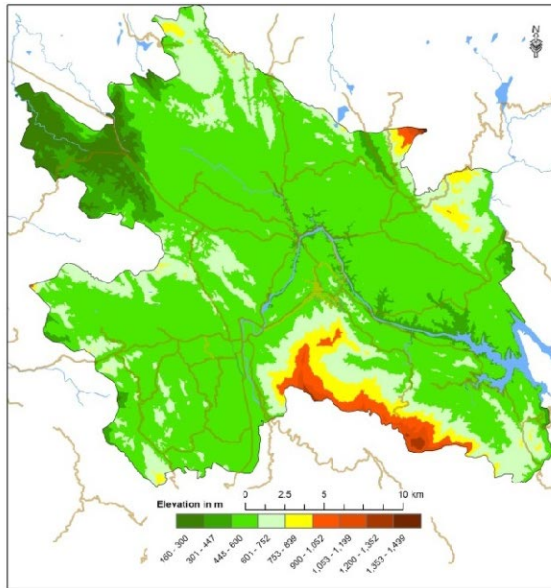 N
Elevation in m
0 2.5 5 10 km
160 - 300
301 - 447
448 - 600
601 - 752
753 - 899
900 - 1,052
1,053 - 1,199
1,200 - 1,352
1,353 - 1,499